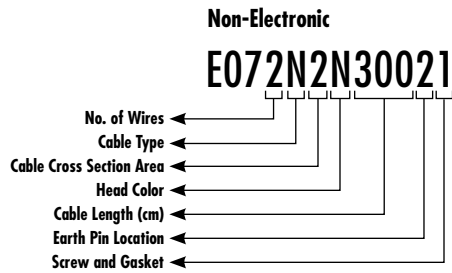 Non-Electronic
E072N2N30021
No. of Wires
Cable Type
Cable Cross Section Area
Head Color
Cable Length (cm)
Earth Pin Location
Screw and Gasket